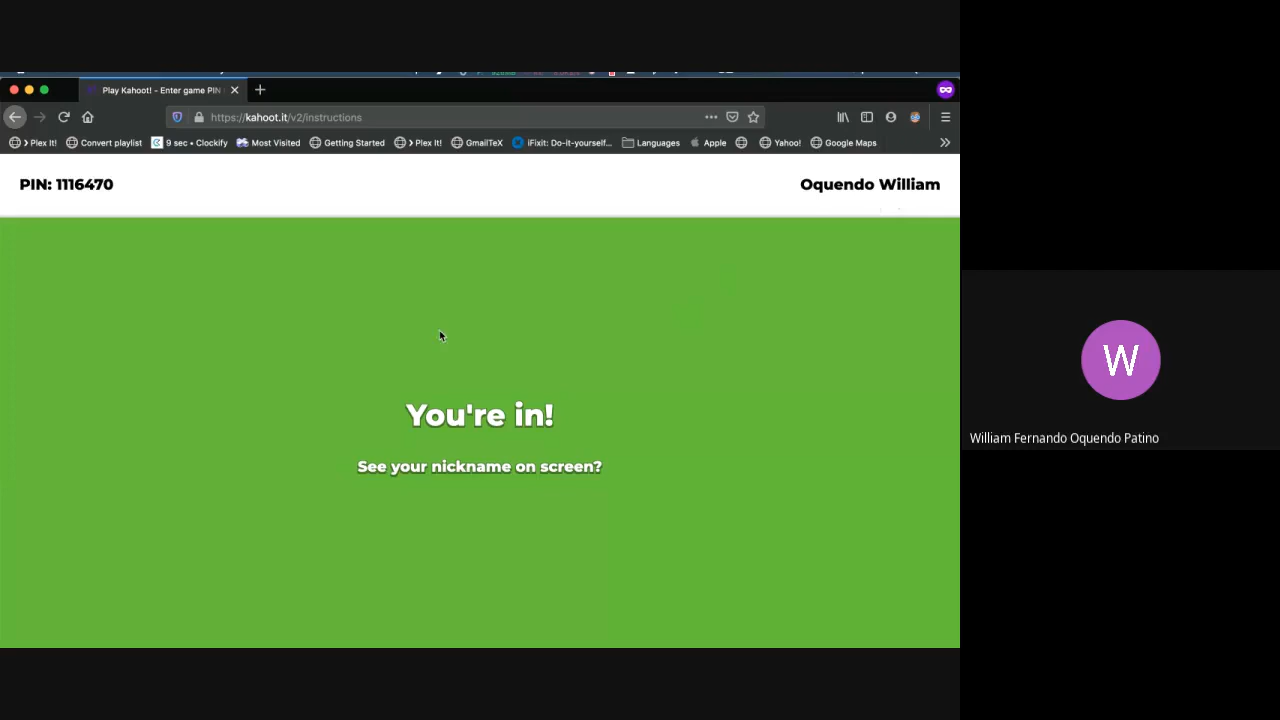 Play Kahoot! - Enter game PIN
https://kahoot.it/v2/instructions
Plex It! Convert playlist 9 sec • Clockify Most Visited Getting Started Plex It! GmailTeX iFixit: Do-it-yourself... Languages Apple Yahoo! Google Maps
PIN: 1116470
Oquendo William
You're in!
See your nickname on screen?
W
William Fernando Oquendo Patino